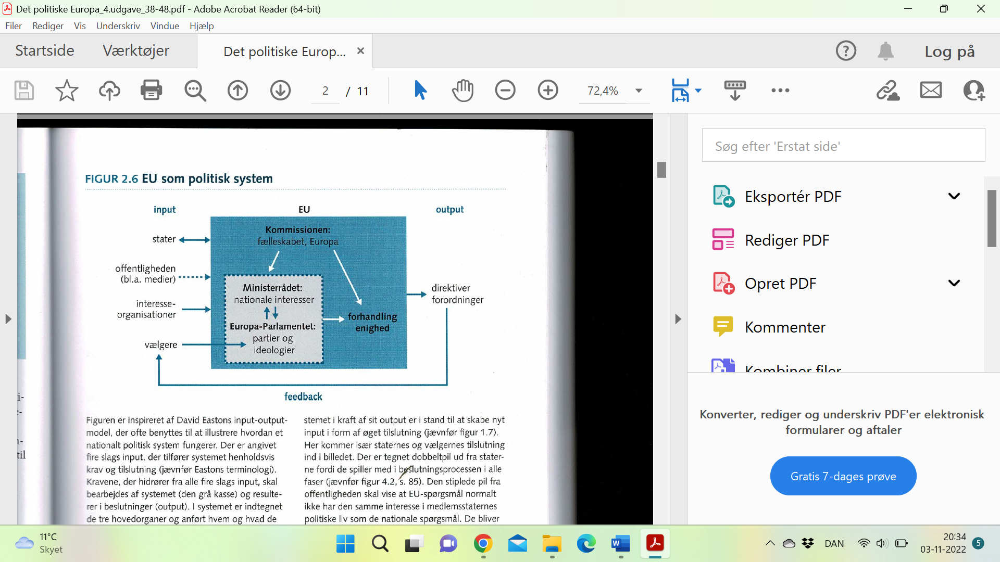 Det politiske Europa_4.udgave_38-48.pdf - Adobe Acrobat Reader (64-bit)
Filer Rediger Vis Underskriv Vindue Hjælp
Startside Værktøjer Det politiske Europ... Log på
2 / 11 72,4%
FIGUR 2.6 EU som politisk system
input EU output
Kommissionen:
fælleskabet, Europa
stater
offentligheden
(bl.a. medier)
Ministerrådet:
nationale interesser
direktiver
forordninger
interesse-
organisationer
forhandling
enighed
Europa-Parlamentet:
partier og
ideologier
vælgere
feedback
i-
til
Figuren er inspireret af David Eastons input-output-
model, der ofte benyttes til at illustrere hvordan et
nationalt politisk system fungerer. Der er angivet
fire slags input, der tilfører systemet henholdsvis
krav og tilslutning (jævnfør Eastons terminologi).
Kravene, der hidrører fra alle fire slags input, skal
bearbejdes af systemet (den grå kasse) og resulte-
rer i beslutninger (output). I systemet er indtegnet
de tre hovedorganer og anført hvem og hvad de
stemet i kraft af sit output er i stand til at skabe nyt
input i form af øget tilslutning (jævnfør figur 1.7).
Her kommer især staternes og vælgernes tilslutning
ind i billedet. Der er tegnet dobbeltpil ud fra stater-
ne fordi de spiller med i beslutningsprocessen i alle
faser (jævnfør figur 4.2, s. 85). Den stiplede pil fra
offentligheden skal vise at EU-spørgsmål normalt
ikke har den samme interesse i medlemsstaternes
politiske liv som de nationale spørgsmål. De bliver
Søg efter 'Erstat side'
Eksportér PDF
Rediger PDF
Opret PDF
Kommenter
Kombiner filer
Konverter, rediger og underskriv PDF'er elektronisk
formularer og aftaler
Gratis 7-dages prøve
11°C
Skyet
DAN
20:34
03-11-2022
5